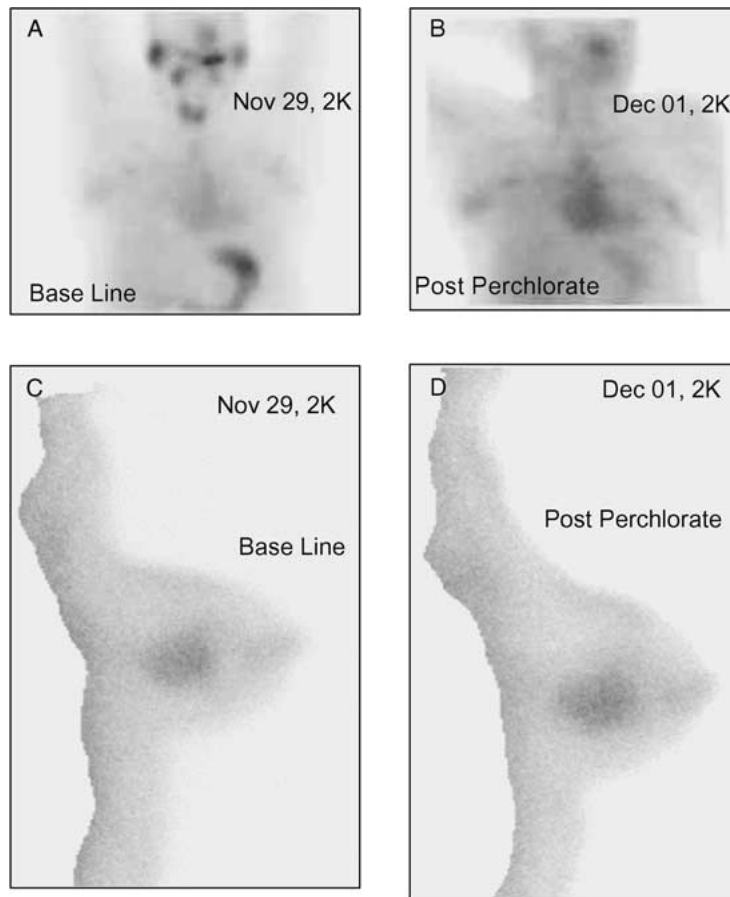 A
Nov 29, 2K
Base Line
B
Dec 01, 2K
Post Perchlorate
C
Nov 29, 2K
Base Line
D
Dec 01, 2K
Post Perchlorate